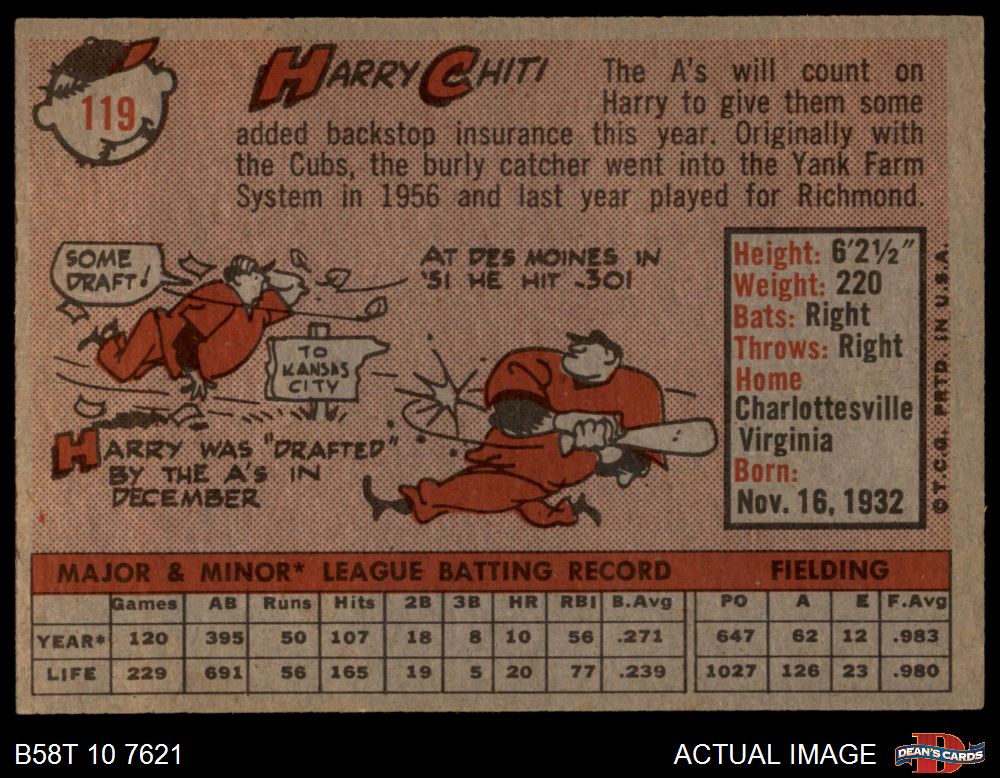 119
HARRY CHITI
The A's will count on
Harry to give them some
added backstop insurance this year. Originally with
the Cubs, the burly catcher went into the Yank Farm
System in 1956 and last year played for Richmond.
SOME
DRAFT!
TO
KANSAS
CITY
HARRY WAS "DRAFTED"
BY THE A'S IN
DECEMBER
AT DES MOINES IN
'51 HE HIT .301
Height: 6'2½"
Weight: 220
Bats: Right
Throws: Right
Home
Charlottesville
Virginia
Born:
Nov. 16, 1932
© T.C.G. PRTD. IN U.S.A.
MAJOR & MINOR* LEAGUE BATTING RECORD FIELDING
Games AB Runs Hits 2B 3B HR RBI B.Avg PO A E F.Avg
YEAR* 120 395 50 107 18 8 10 56 .271 647 62 12 .983
LIFE 229 691 56 165 19 5 20 77 .239 1027 126 23 .980
B58T 10 7621
ACTUAL IMAGE
DEAN'S CARDS